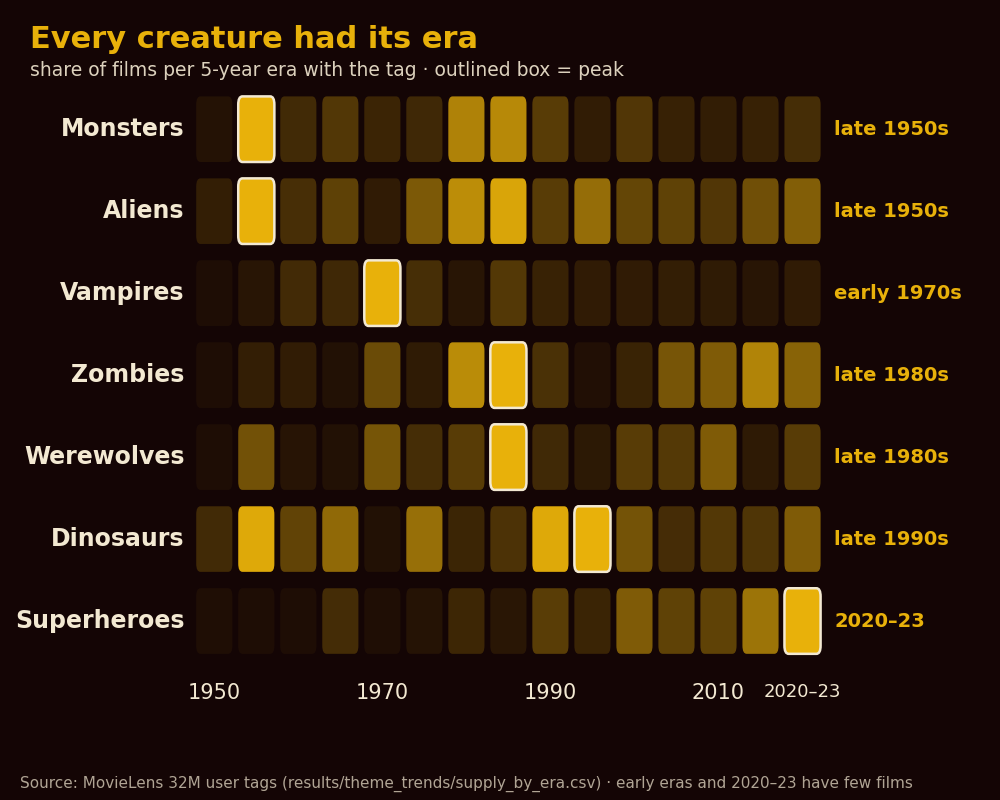 Every creature had its era
share of films per 5-year era with the tag · outlined box = peak
Monsters late 1950s
Aliens late 1950s
Vampires early 1970s
Zombies late 1980s
Werewolves late 1980s
Dinosaurs late 1990s
Superheroes 2020–23
1950 1970 1990 2010 2020–23
Source: MovieLens 32M user tags (results/theme_trends/supply_by_era.csv) · early eras and 2020–23 have few films